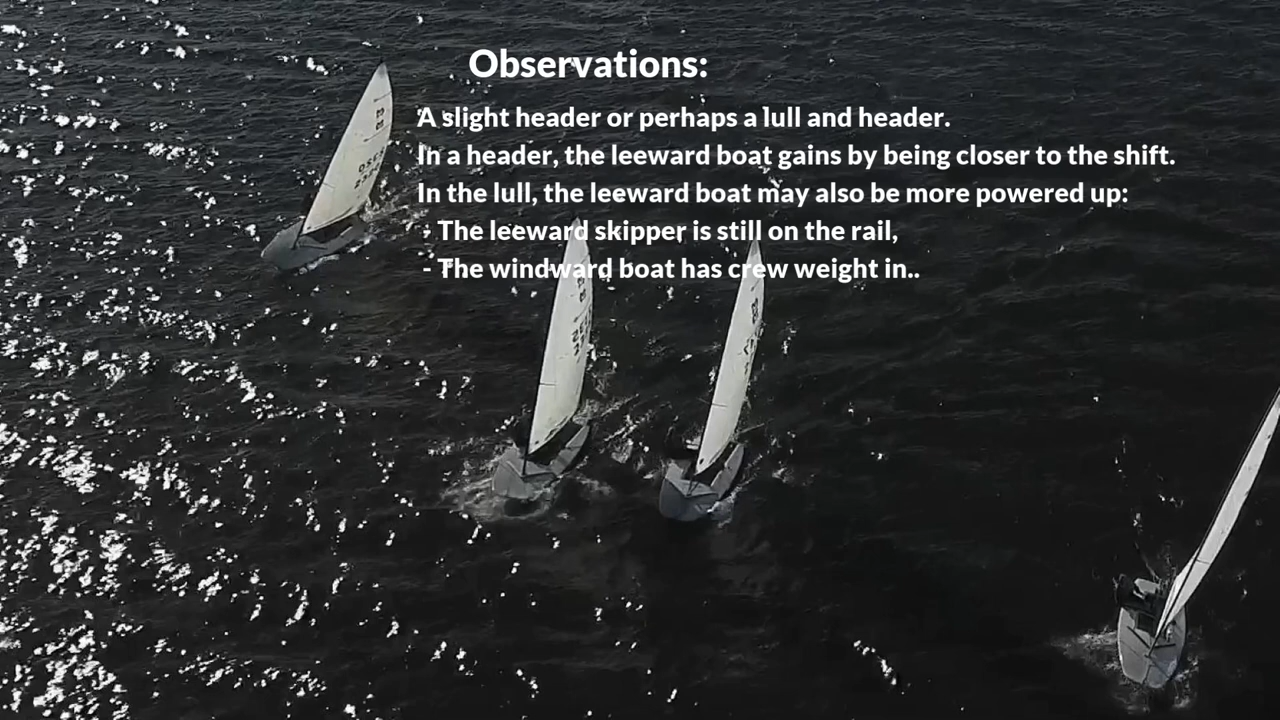 Observations:
A slight header or perhaps a lull and header.
In a header, the leeward boat gains by being closer to the shift.
In the lull, the leeward boat may also be more powered up:
- The leeward skipper is still on the rail,
- The windward boat has crew weight in..